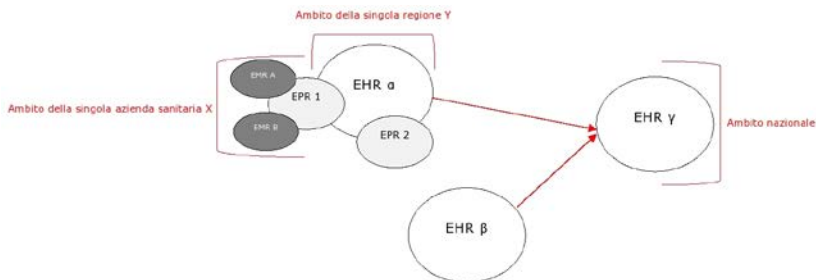 Ambito della singola regione Y
EMR A
EHR α
EPR 1
Ambito della singola azienda sanitaria X
EMR B
EPR 2
EHR γ
Ambito nazionale
EHR β